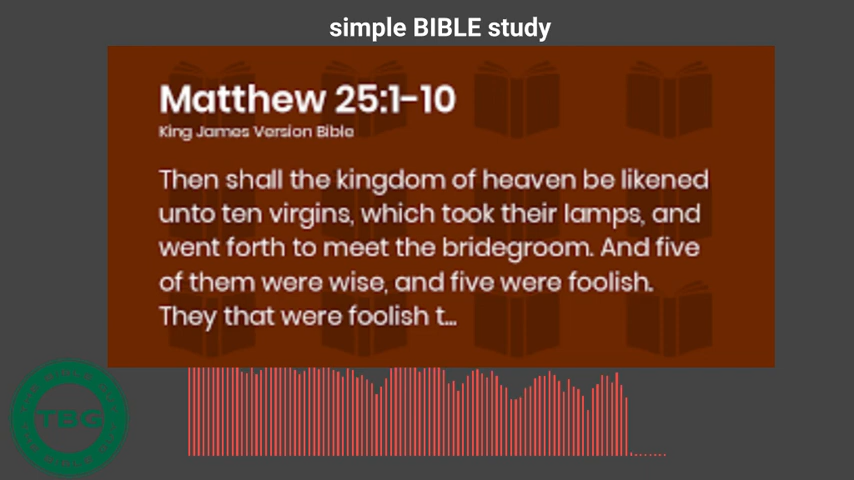 simple BIBLE study
Matthew 25:1-10
King James Version Bible
Then shall the kingdom of heaven be likened
unto ten virgins, which took their lamps, and
went forth to meet the bridegroom. And five
of them were wise, and five were foolish.
They that were foolish t...
TBG